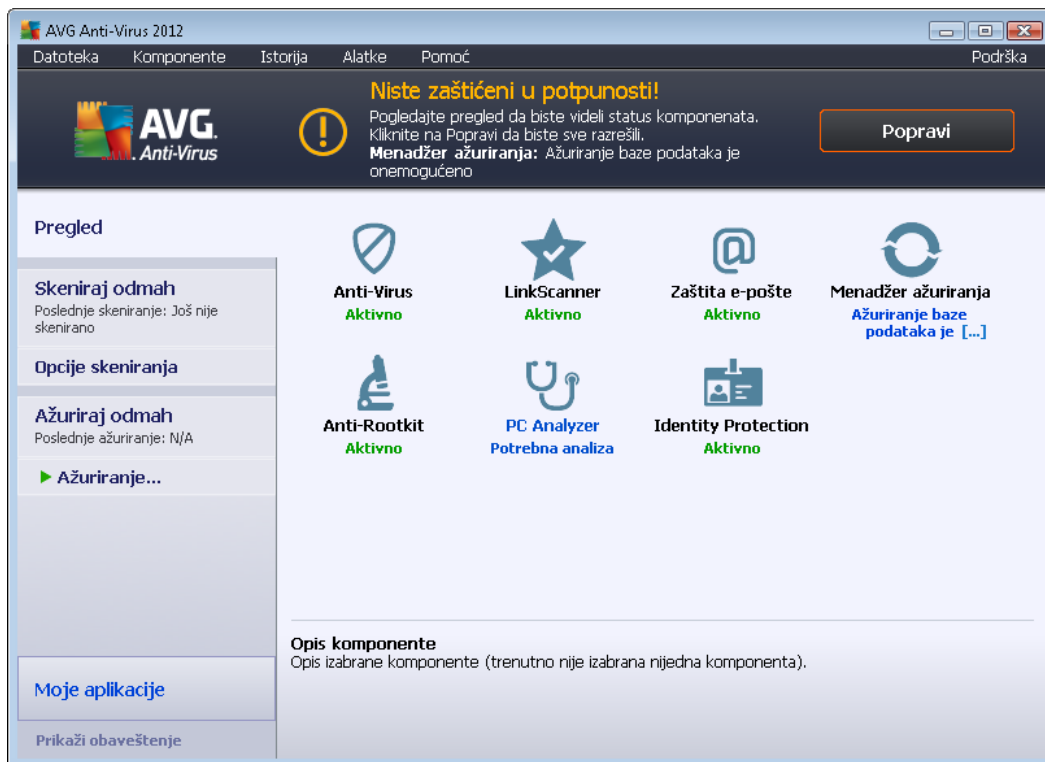 AVG Anti-Virus 2012
Datoteka Komponente Istorija Alatke Pomoć Podrška
AVG.
Anti-Virus
Niste zaštićeni u potpunosti!
Pogledajte pregled da biste videli status komponenata.
Kliknite na Popravi da biste sve razrešili.
Menadžer ažuriranja: Ažuriranje baze podataka je
onemogućeno
Popravi
Pregled
Skeniraj odmah
Poslednje skeniranje: Još nije
skenirano
Opcije skeniranja
Ažuriraj odmah
Poslednje ažuriranje: N/A
Ažuriranje...
Moje aplikacije
Prikaži obaveštenje
Anti-Virus
Aktivno
LinkScanner
Aktivno
Zaštita e-pošte
Aktivno
Menadžer ažuriranja
Ažuriranje baze
podataka je [...]
Anti-Rootkit
Aktivno
PC Analyzer
Potrebna analiza
Identity Protection
Aktivno
Opis komponente
Opis izabrane komponente (trenutno nije izabrana nijedna komponenta).